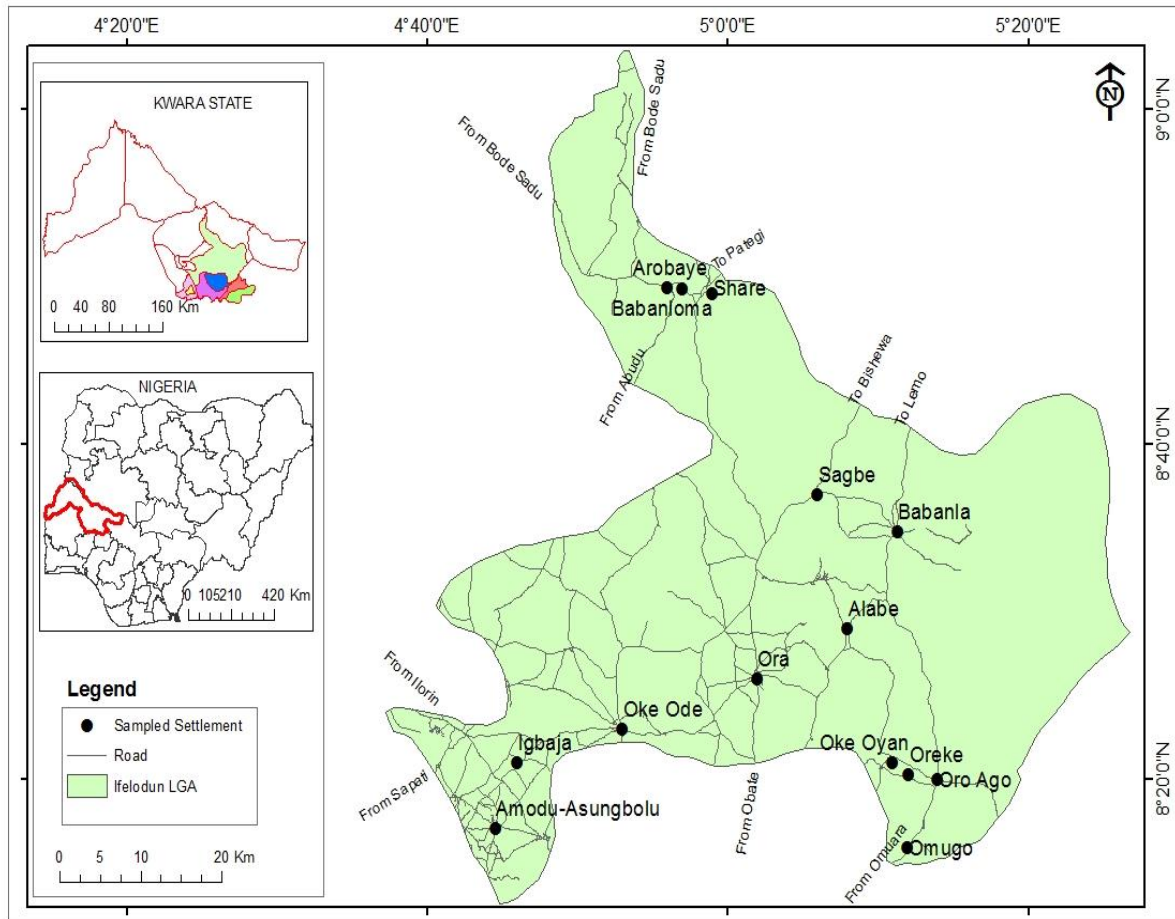 4°20'0"E 4°40'0"E 5°0'0"E 5°20'0"E
KWARA STATE
0 40 80 160 Km
NIGERIA
0 105210 420 Km
Legend
Sampled Settlement
Road
Ifelodun LGA
0 5 10 20 Km
N
9°0'0"N
8°40'0"N
8°20'0"N
From Bode Sadu
From Bode Sadu
To Pategi
Arobaye
Share
Babanloma
From Abudu
To Bishewa
To Lemo
Sagbe
Babanla
Alabe
Ora
From Ilorin
Oke Ode
Igbaja
Oke Oyan
Oreke
Oro Ago
From Sapati
Amodu-Asungbolu
From Obate
From Omuara
Omugo